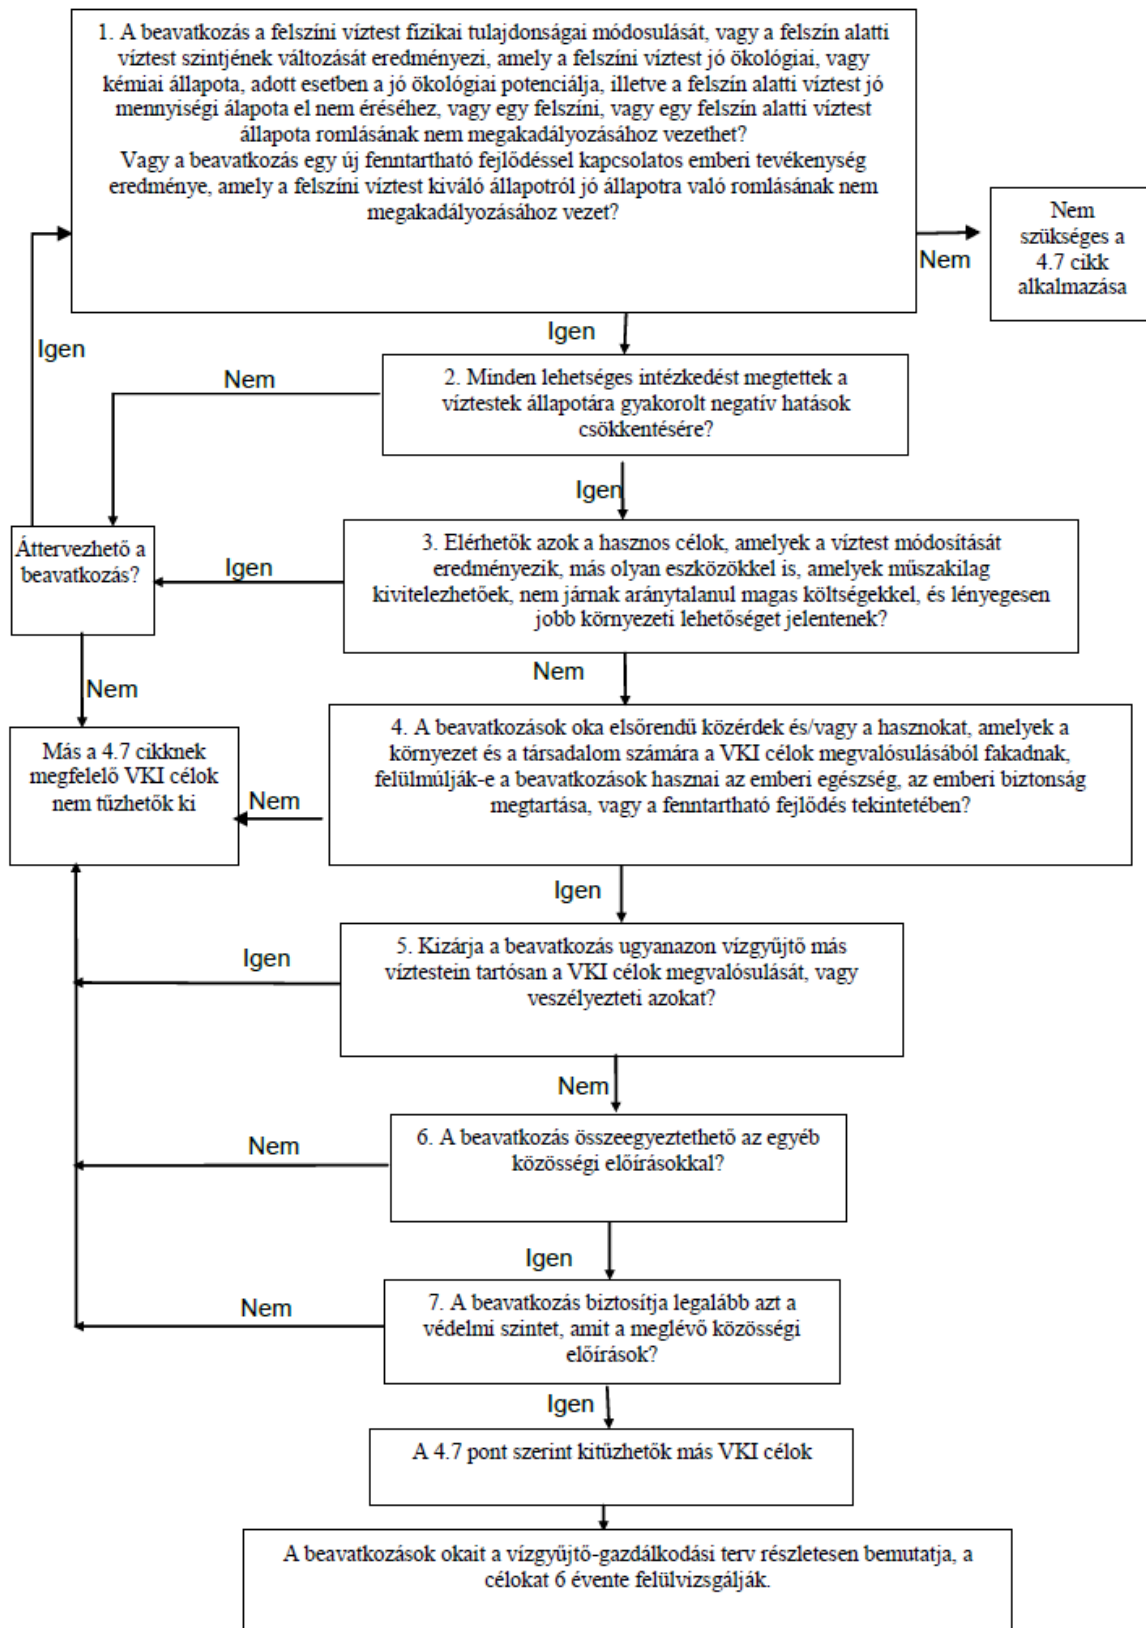 1. A beavatkozás a felszíni víztest fizikai tulajdonságai módosulását, vagy a felszín alatti
víztest szintjének változását eredményezi, amely a felszíni víztest jó ökológiai, vagy
kémiai állapota, adott esetben a jó ökológiai potenciálja, illetve a felszín alatti víztest jó
mennyiségi álapota el nem éréséhez, vagy egy felszíni, vagy egy felszín alatti víztest
állapota romlásának nem megakadályozásához vezethet?
Vagy a beavatkozás egy új fenntartható fejlődéssel kapcsolatos emberi tevékenység
eredménye, amely a felszíni víztest kiváló állapotról jó állapotra való romlásának nem
megakadályozásához vezet?
Nem
Nem
szükséges a
4.7 cikk
alkalmazása
Igen
Igen
2. Minden lehetséges intézkedést megtettek a
víztestek állapotára gyakorolt negatív hatások
csökkentésére?
Nem
Igen
Áttervezhető a
beavatkozás?
Igen
3. Elérhetők azok a hasznos célok, amelyek a víztest módosítását
eredményezik, más olyan eszközökkel is, amelyek műszakilag
kivitelezhetőek, nem járnak aránytalanul magas költségekkel, és lényegesen
jobb környezeti lehetőséget jelentenek?
Nem
Nem
Más a 4.7 cikknek
megfelelő VKI célok
nem tűzhetők ki
Nem
4. A beavatkozások oka elsőrendű közérdek és/vagy a hasznokat, amelyek a
környezet és a társadalom számára a VKI célok megvalósulásából fakadnak,
felülmúlják-e a beavatkozások hasznai az emberi egészség, az emberi biztonság
megtartása, vagy a fenntartható fejlődés tekintetében?
Igen
Igen
5. Kizárja a beavatkozás ugyanazon vízgyűjtő más
víztestein tartósan a VKI célok megvalósulását, vagy
veszélyezteti azokat?
Nem
Nem
6. A beavatkozás összeegyeztethető az egyéb
közösségi előírásokkal?
Igen
Nem
7. A beavatkozás biztosítja legalább azt a
védelmi szintet, amit a meglévő közösségi
előírások?
Igen
A 4.7 pont szerint kitűzhetők más VKI célok
A beavatkozások okait a vízgyűjtő-gazdálkodási terv részletesen bemutatja, a
célokat 6 évente felülvizsgálják.